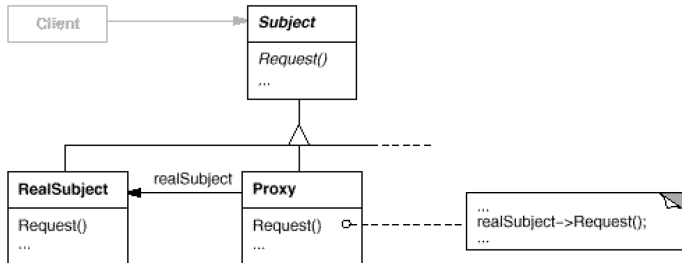 Client
Subject
Request()
...
realSubject
RealSubject
Request()
...
Proxy
Request()
...
...
realSubject->Request();
...